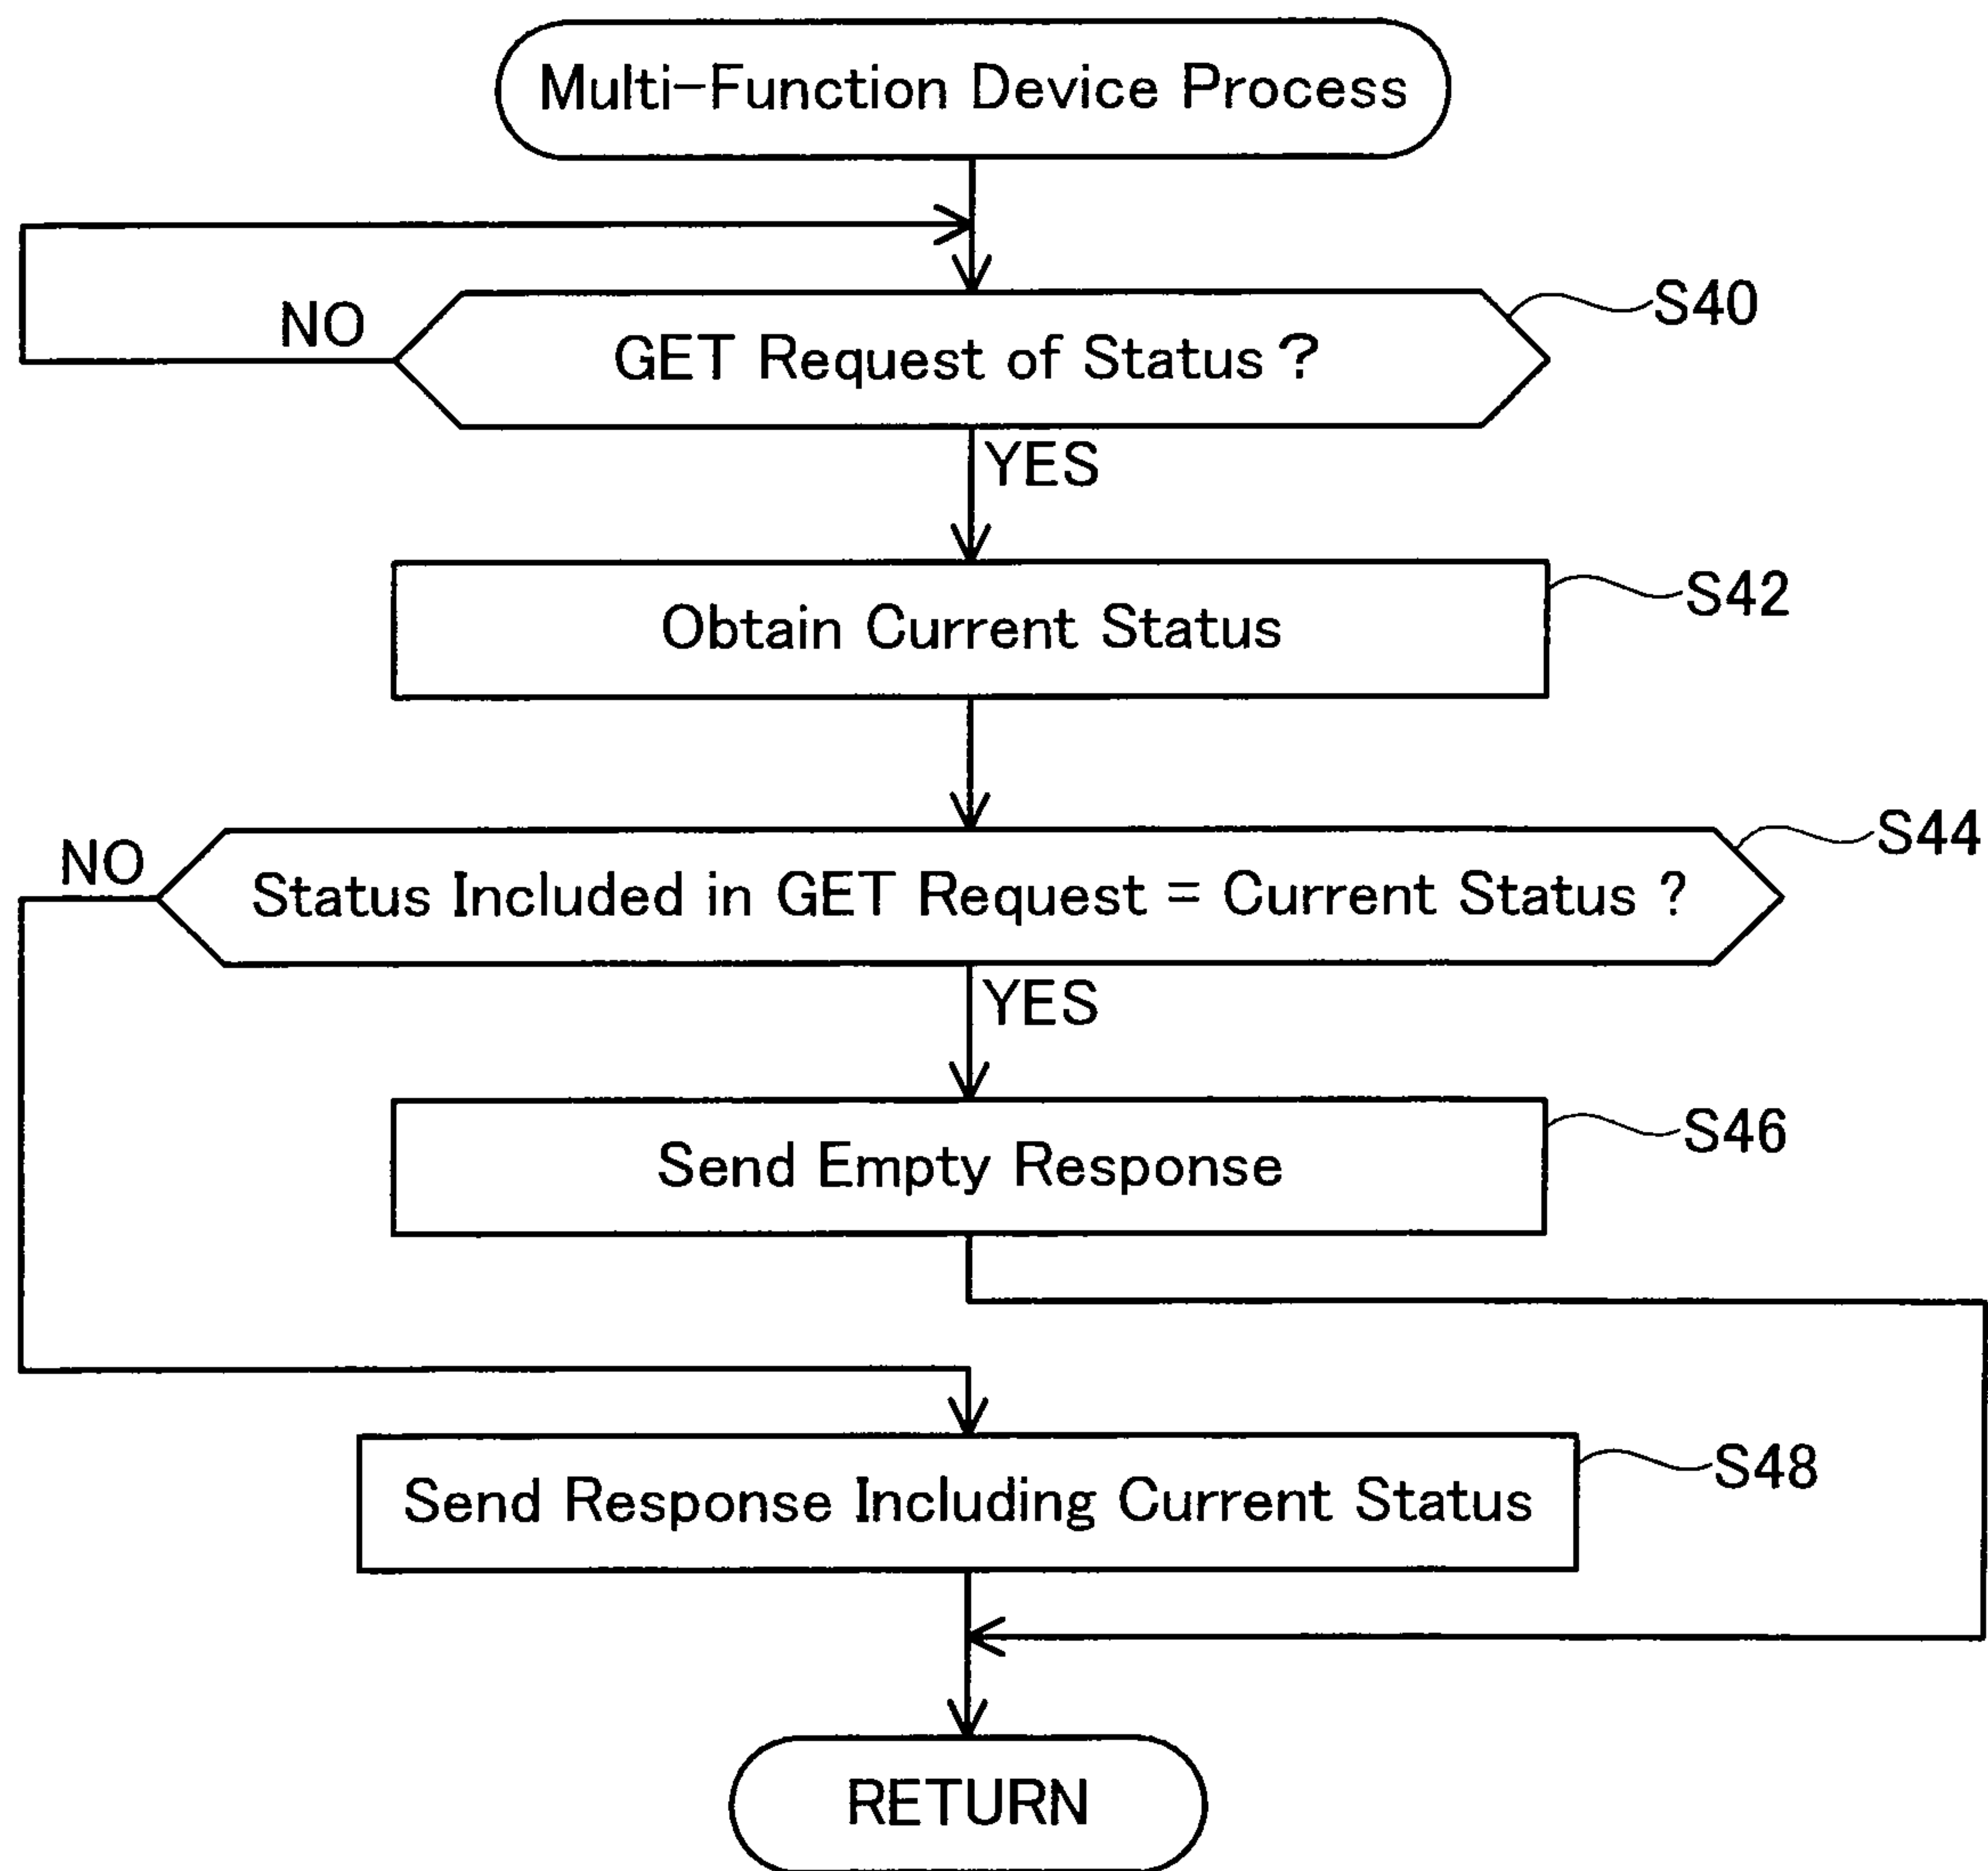 Multi-Function Device Process
S40
NO
GET Request of Status ?
YES
S42
Obtain Current Status
S44
NO
Status Included in GET Request = Current Status ?
YES
S46
Send Empty Response
S48
Send Response Including Current Status
RETURN